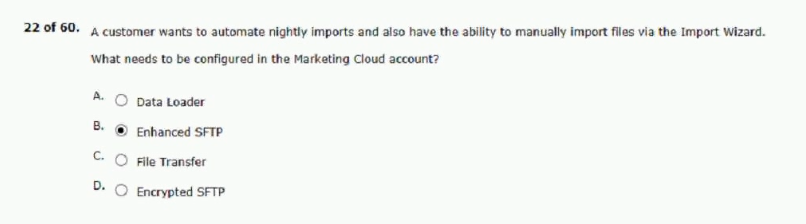 22 of 60. A customer wants to automate nightly imports and also have the ability to manually import files via the Import Wizard.
What needs to be configured in the Marketing Cloud account?
A. Data Loader
B. Enhanced SFTP
C. File Transfer
D. Encrypted SFTP